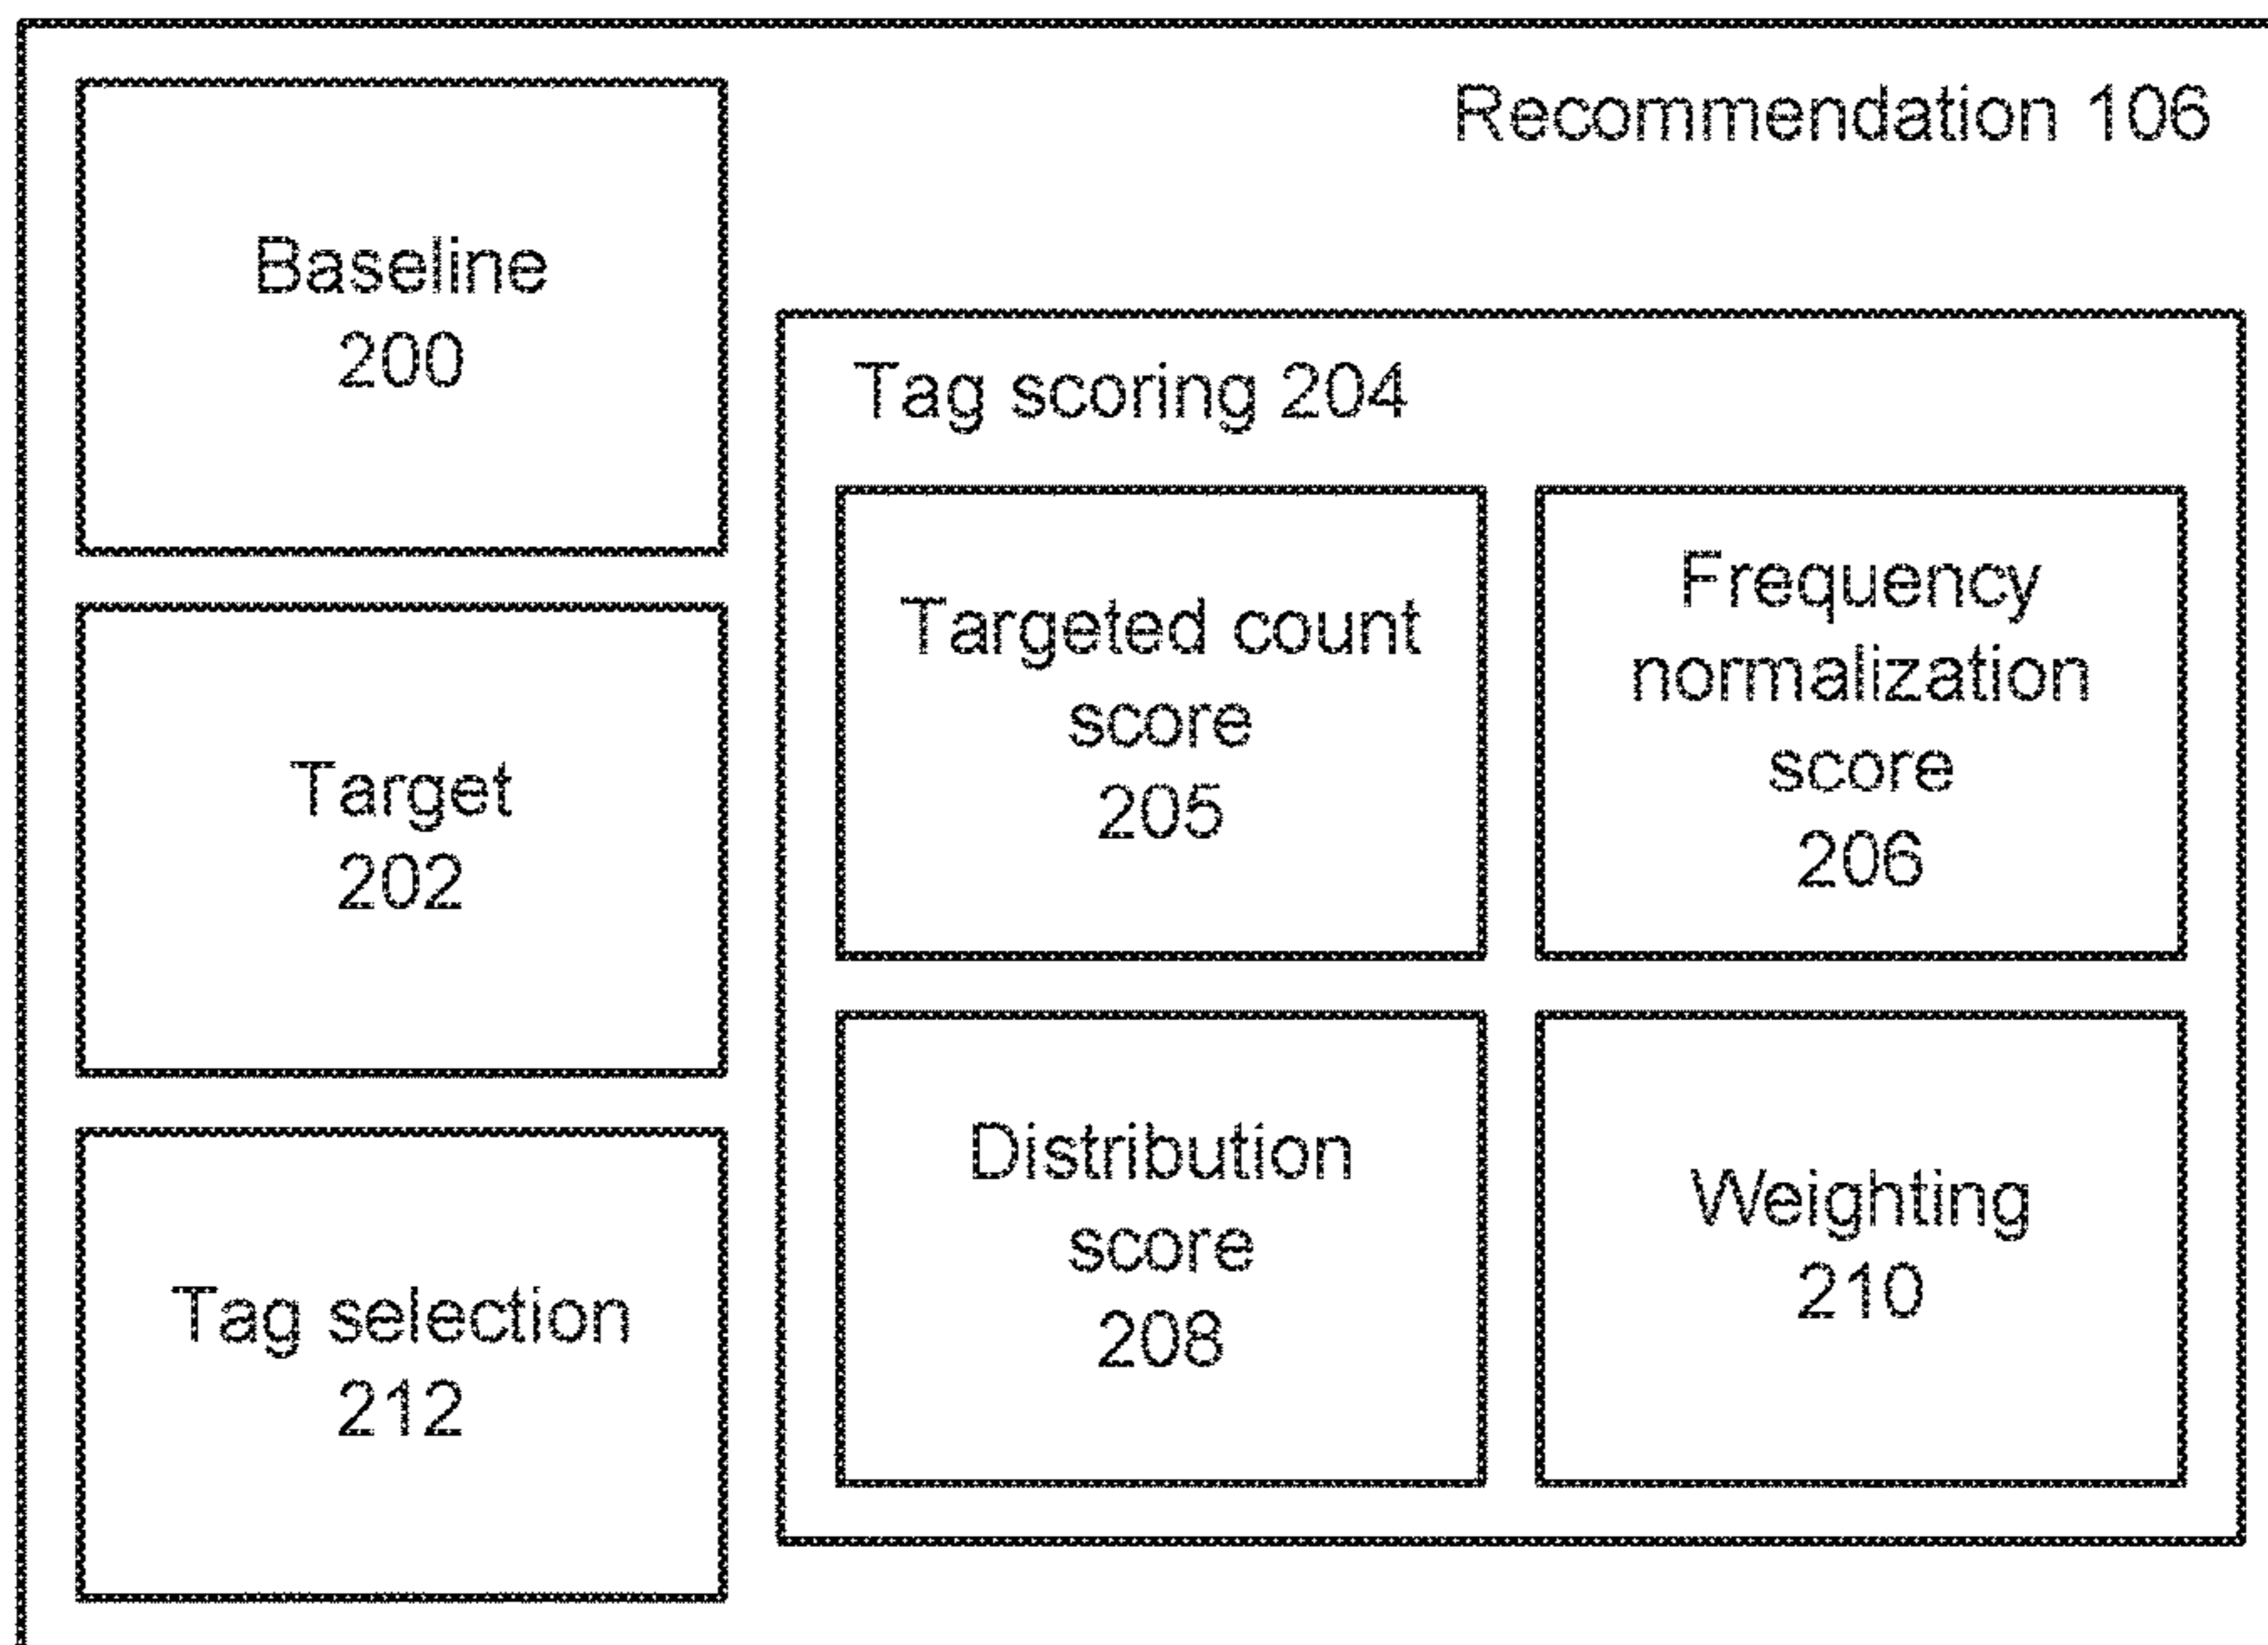 Recommendation 106
Baseline
200
Target
202
Tag selection
212
Tag scoring 204
Targeted count
score
205
Frequency
normalization
score
206
Distribution
score
208
Weighting
210